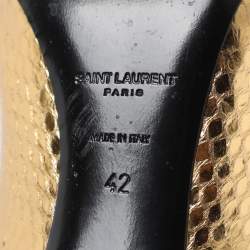 SAINT LAURENT
PARIS
MADE IN ITALY
42